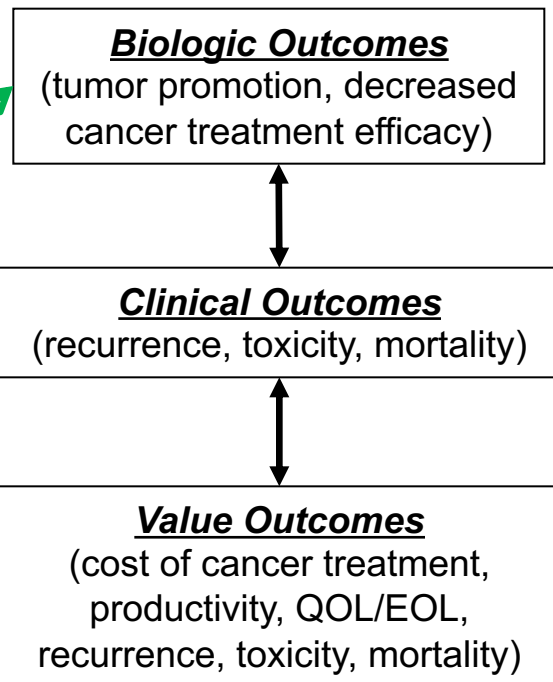 Biologic Outcomes
(tumor promotion, decreased
cancer treatment efficacy)
Clinical Outcomes
(recurrence, toxicity, mortality)
Value Outcomes
(cost of cancer treatment,
productivity, QOL/EOL,
recurrence, toxicity, mortality)